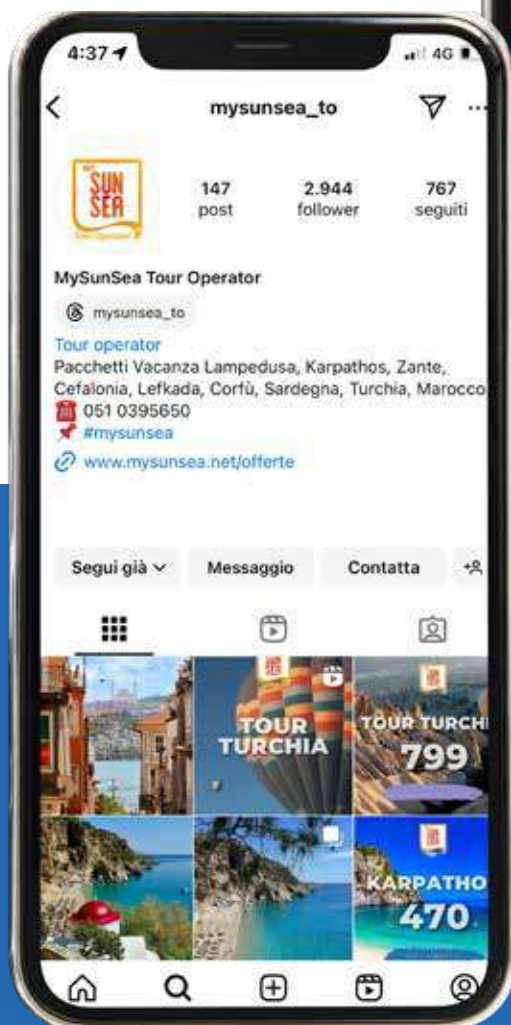 4:37
4G
mysunsea_to
SUN
SEA
147
post
2.944
follower
767
seguiti
MySunSea Tour Operator
mysunsea_to
Tour operator
Pacchetti Vacanza Lampedusa, Karpathos, Zante,
Cefalonia, Lefkada, Corfù, Sardegna, Turchia, Marocco
051 0395650
#mysunsea
www.mysunsea.net/offerte
Segui già
Messaggio
Contatta
TOUR
TURCHIA
TOUR TURCHI
799
KARPATHO
470